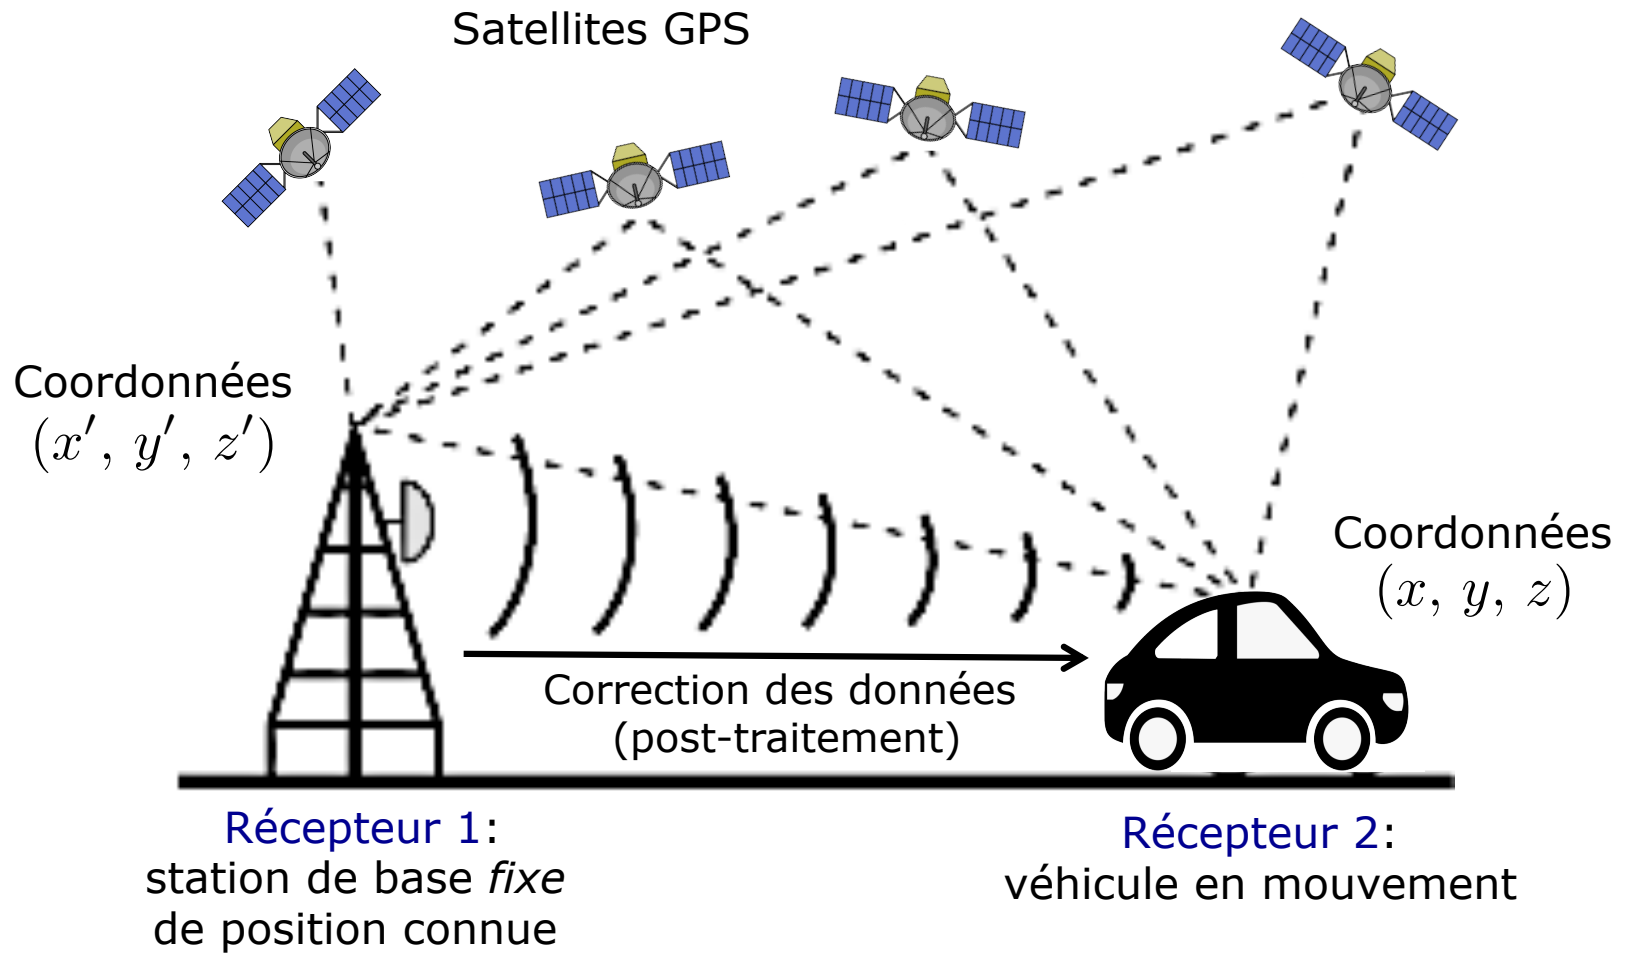 Satellites GPS
Coordonnées
(x′, y′, z′)
Coordonnées
(x, y, z)
Correction des données
(post-traitement)
Récepteur 1:
station de base fixe
de position connue
Récepteur 2:
véhicule en mouvement